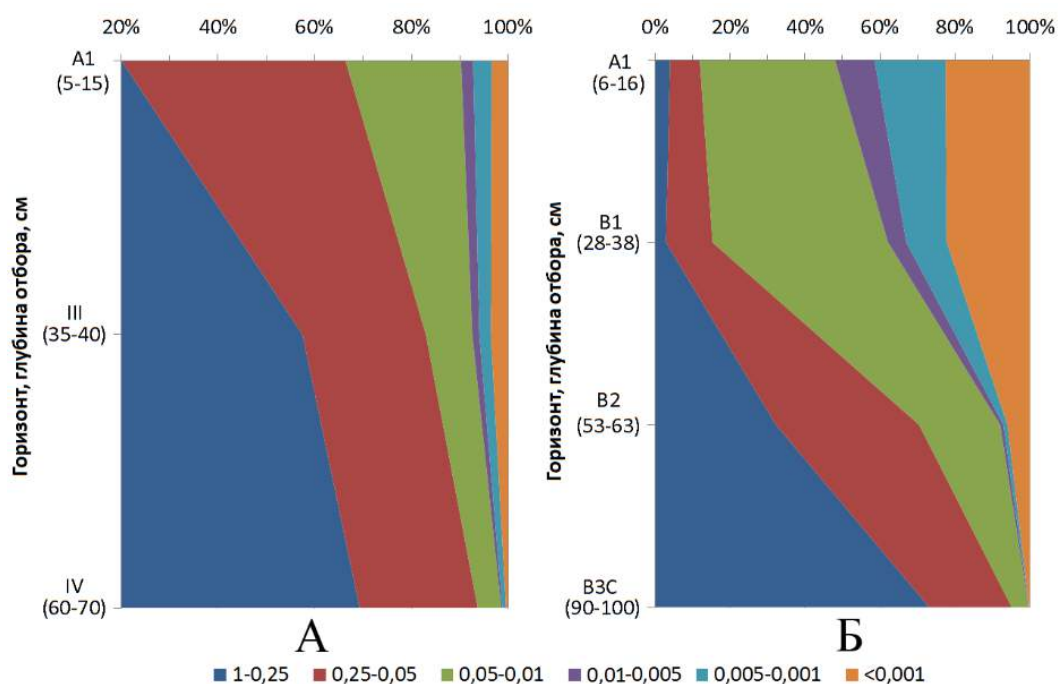 20% 40% 60% 80% 100%
A1
(5-15)
III
(35-40)
IV
(60-70)
Горизонт, глубина отбора, см
А
0% 20% 40% 60% 80% 100%
A1
(6-16)
B1
(28-38)
B2
(53-63)
B3C
(90-100)
Горизонт, глубина отбора, см
Б
1-0,25 0,25-0,05 0,05-0,01 0,01-0,005 0,005-0,001 <0,001